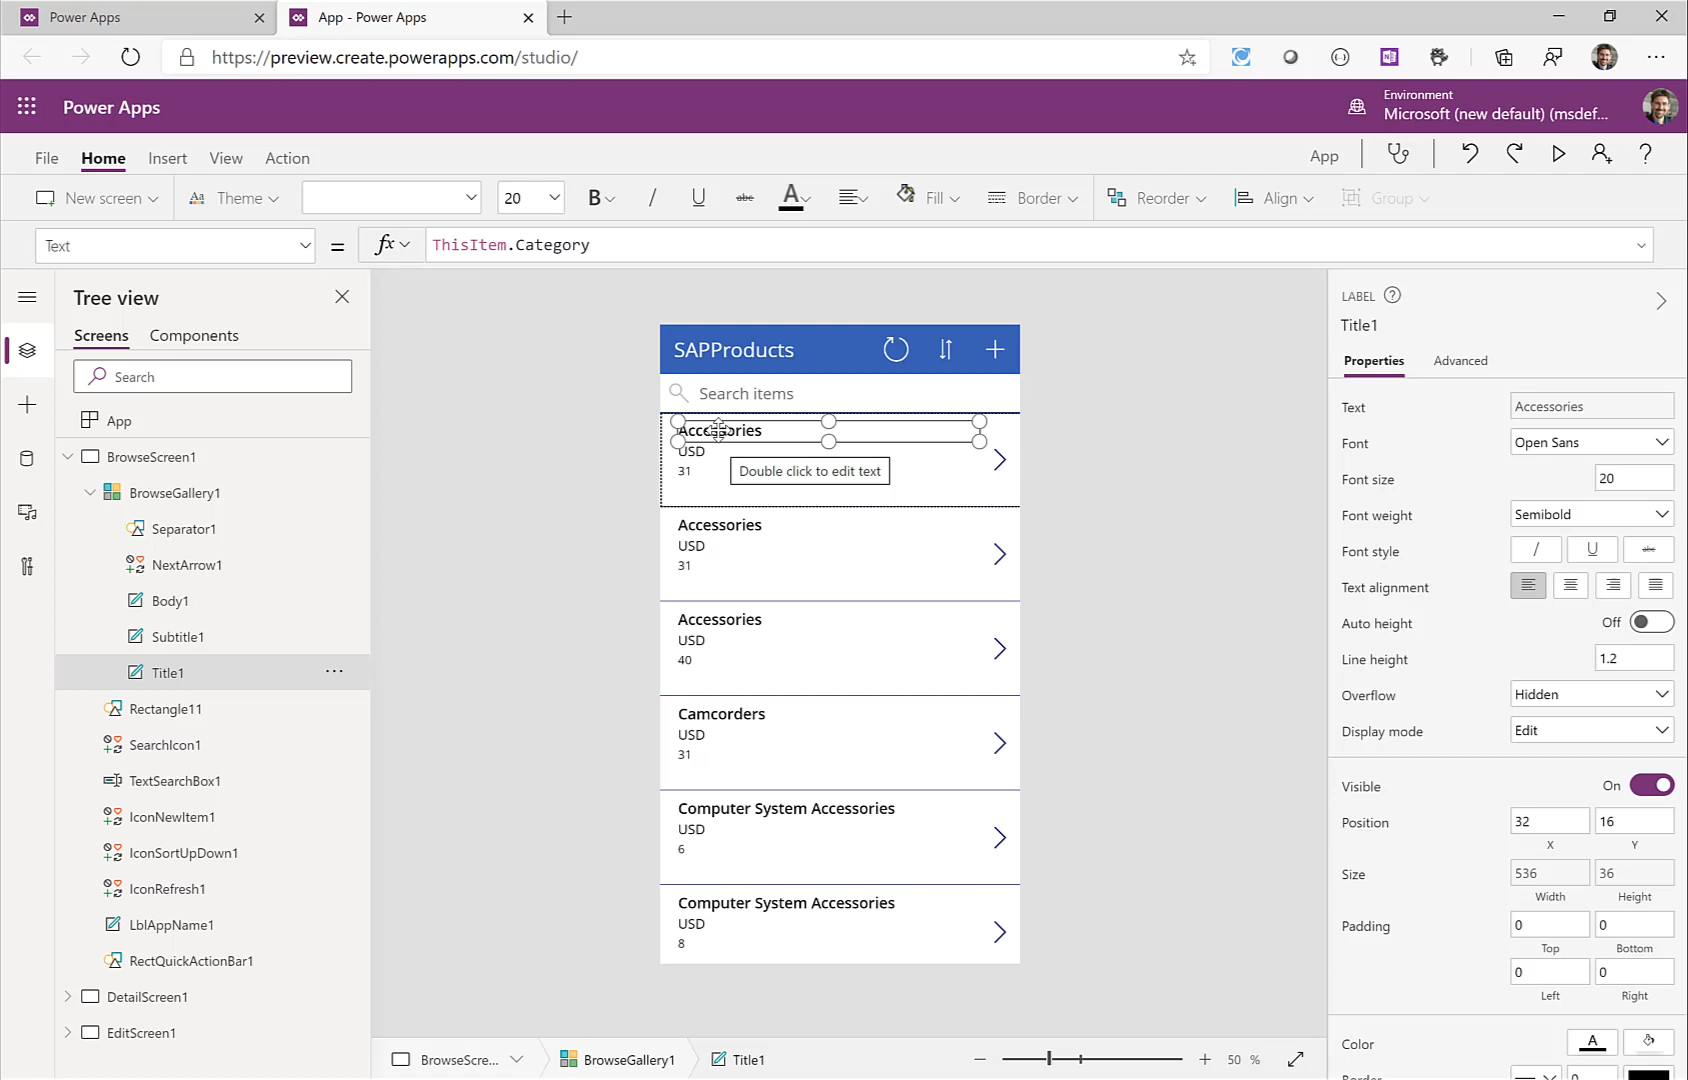 Power Apps
App - Power Apps
https://preview.create.powerapps.com/studio/
Power Apps
Environment
Microsoft (new default) (msdef...
File
Home
Insert
View
Action
App
New screen
Theme
20
B
Fill
Border
Reorder
Align
Group
Text
=
fx
ThisItem.Category
Tree view
Screens
Components
Search
App
BrowseScreen1
BrowseGallery1
Separator1
NextArrow1
Body1
Subtitle1
Title1
Rectangle11
SearchIcon1
TextSearchBox1
IconNewItem1
IconSortUpDown1
IconRefresh1
LblAppName1
RectQuickActionBar1
DetailScreen1
EditScreen1
SAPProducts
Search items
Accessories
USD
31
Double click to edit text
Accessories
USD
31
Accessories
USD
40
Camcorders
USD
31
Computer System Accessories
USD
6
Computer System Accessories
USD
8
BrowseScre...
BrowseGallery1
Title1
50 %
LABEL
Title1
Properties
Advanced
Text
Accessories
Font
Open Sans
Font size
20
Font weight
Semibold
Font style
/ U abc
Text alignment
Auto height
Off
Line height
1.2
Overflow
Hidden
Display mode
Edit
Visible
On
Position
32
16
X
Y
Size
536
36
Width
Height
Padding
0
0
Top
Bottom
0
0
Left
Right
Color
A